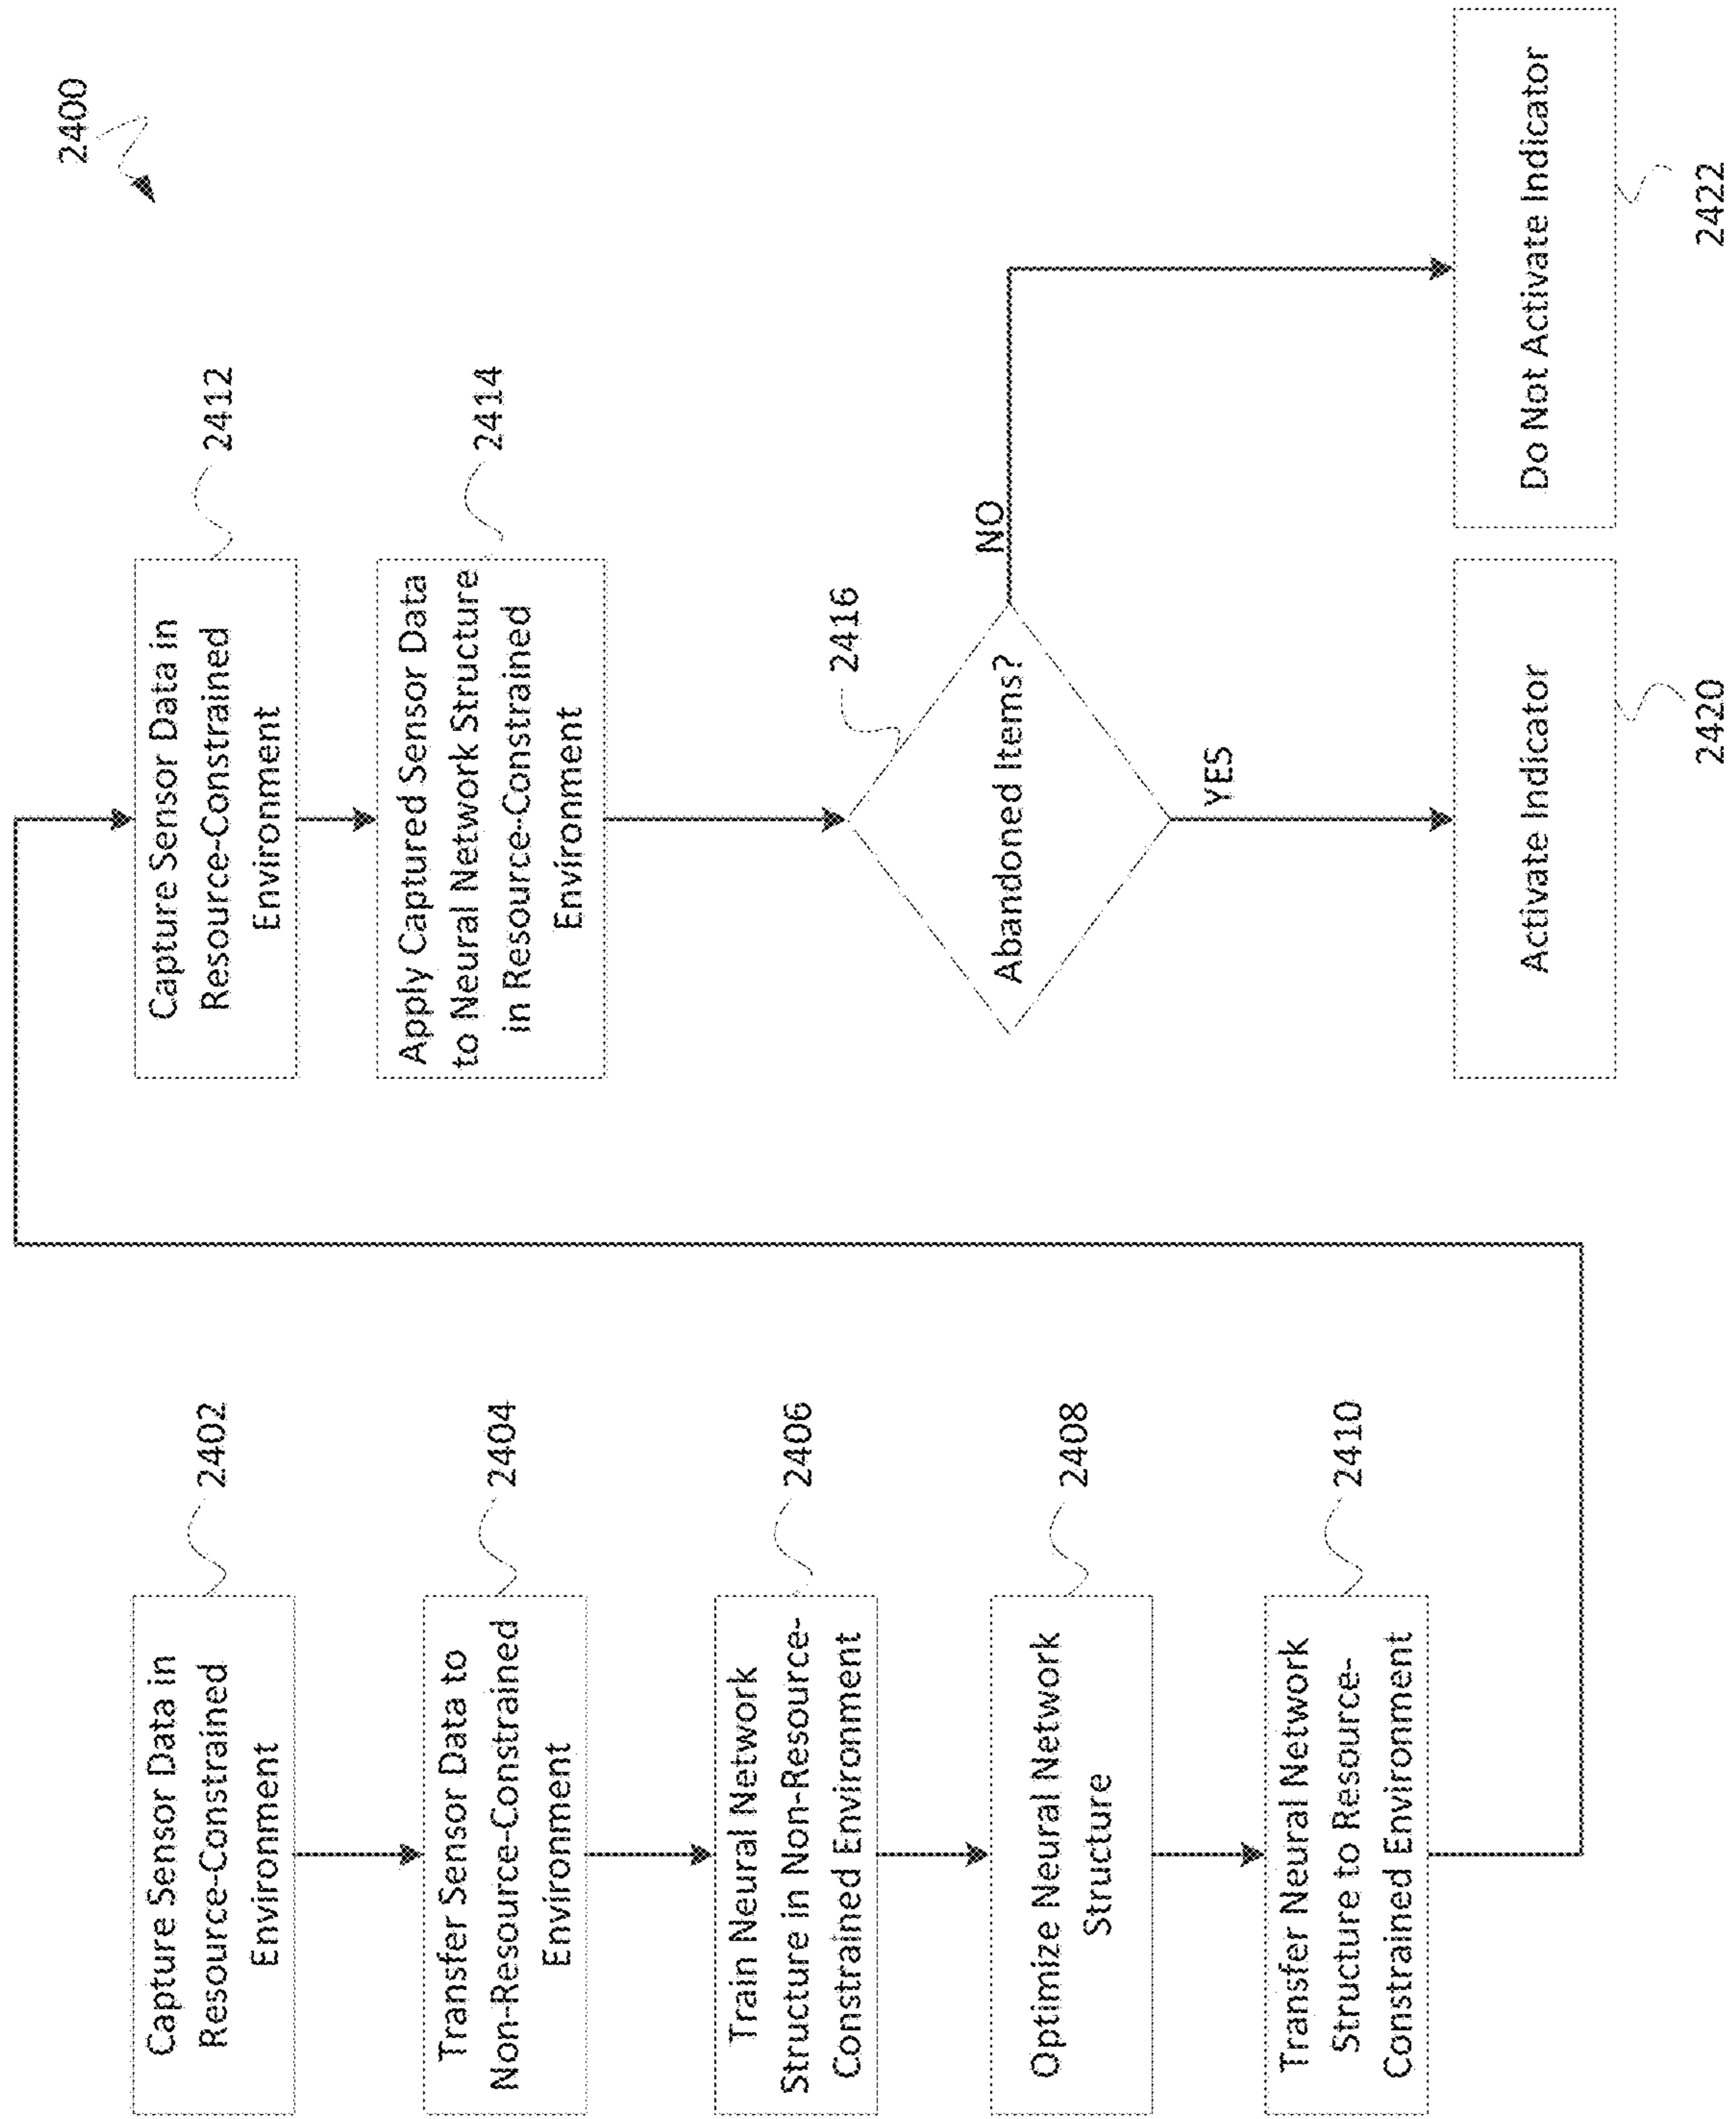 2400
Capture Sensor Data in
Resource-Constrained
Environment
2402
Transfer Sensor Data to
Non-Resource-Constrained
Environment
2404
Train Neural Network
Structure in Non-Resource-
Constrained Environment
2406
Optimize Neural Network
Structure
2408
Transfer Neural Network
Structure to Resource-
Constrained Environment
2410
Capture Sensor Data in
Resource-Constrained
Environment
2412
Apply Captured Sensor Data
to Neural Network Structure
in Resource-Constrained
Environment
2414
Abandoned Items?
2416
NO
YES
Activate Indicator
2420
Do Not Activate Indicator
2422